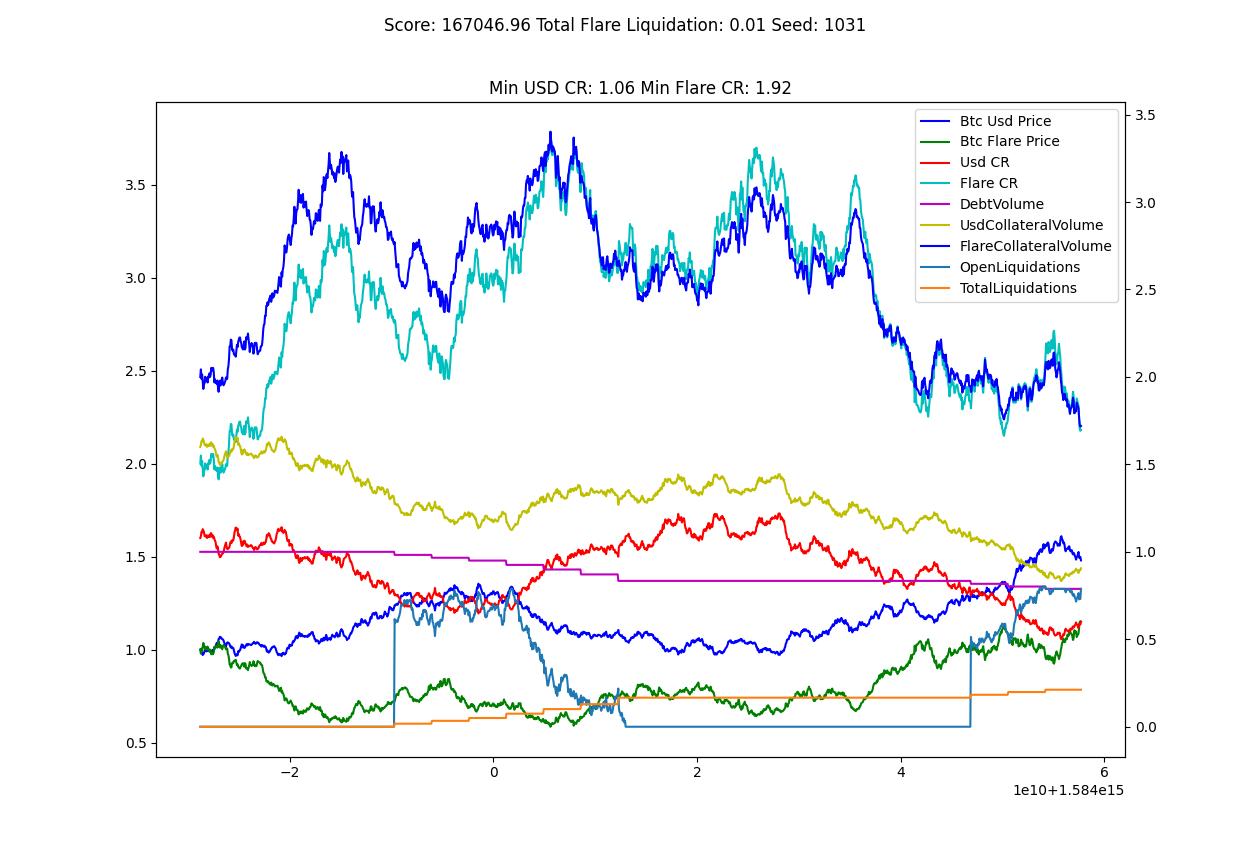 Score: 167046.96 Total Flare Liquidation: 0.01 Seed: 1031
Min USD CR: 1.06 Min Flare CR: 1.92
Btc Usd Price
Btc Flare Price
Usd CR
Flare CR
DebtVolume
UsdCollateralVolume
FlareCollateralVolume
OpenLiquidations
TotalLiquidations
3.5
3.0
2.5
2.0
1.5
1.0
0.5
3.5
3.0
2.5
2.0
1.5
1.0
0.5
0.0
−2
0
2
4
6
1e10+1.584e15